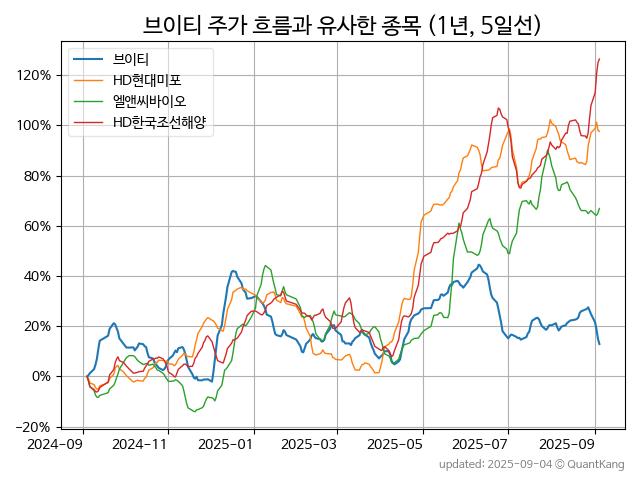 브이티 주가 흐름과 유사한 종목 (1년, 5일선)
브이티
HD현대미포
엘앤씨바이오
HD한국조선해양
120%
100%
80%
60%
40%
20%
0%
−20%
2024-09
2024-11
2025-01
2025-03
2025-05
2025-07
2025-09
updated: 2025-09-04 © QuantKang